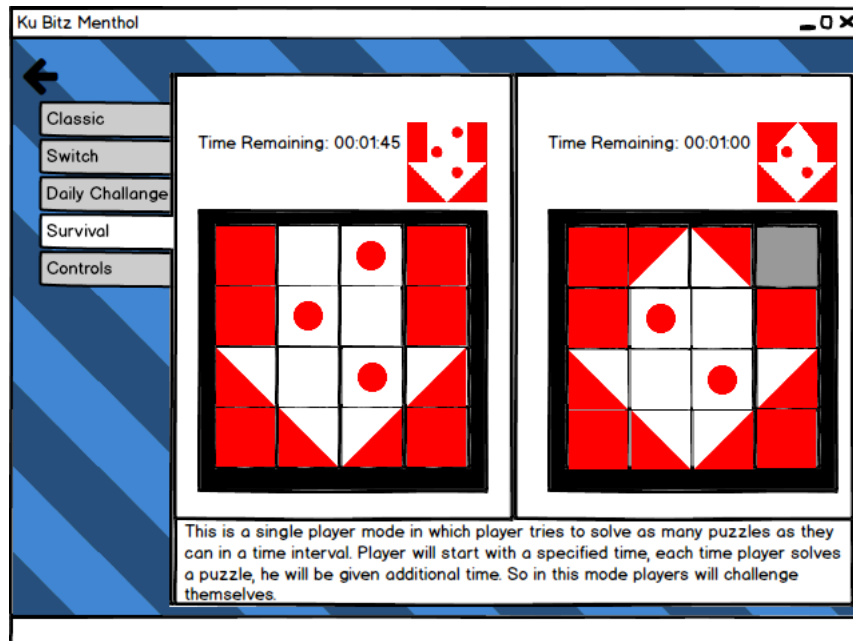 Ku Bitz Menthol
Classic
Switch
Daily Challange
Survival
Controls
Time Remaining: 00:01:45
Time Remaining: 00:01:00
This is a single player mode in which player tries to solve as many puzzles as they
can in a time interval. Player will start with a specified time, each time player solves
a puzzle, he will be given additional time. So in this mode players will challenge
themselves.